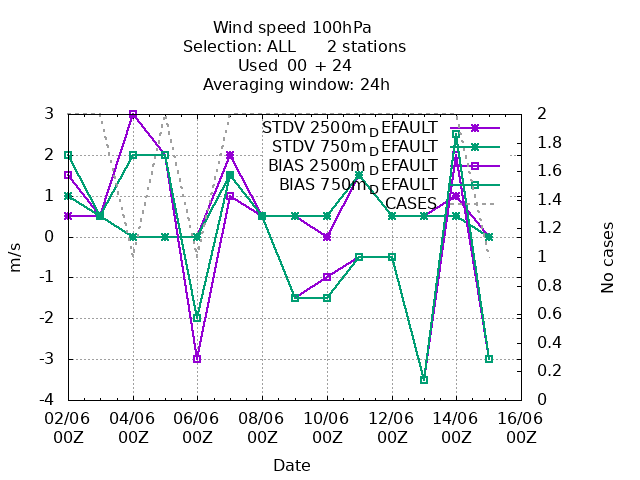 Wind speed 100hPa
Selection: ALL 2 stations
Used 00 + 24
Averaging window: 24h
STDV 2500m_DEFAULT
STDV 750m_DEFAULT
BIAS 2500m_DEFAULT
BIAS 750m_DEFAULT
CASES
3
2
1
0
-1
-2
-3
-4
m/s
2
1.8
1.6
1.4
1.2
1
0.8
0.6
0.4
0.2
0
No cases
02/06 04/06 06/06 08/06 10/06 12/06 14/06 16/06
00Z 00Z 00Z 00Z 00Z 00Z 00Z 00Z
Date